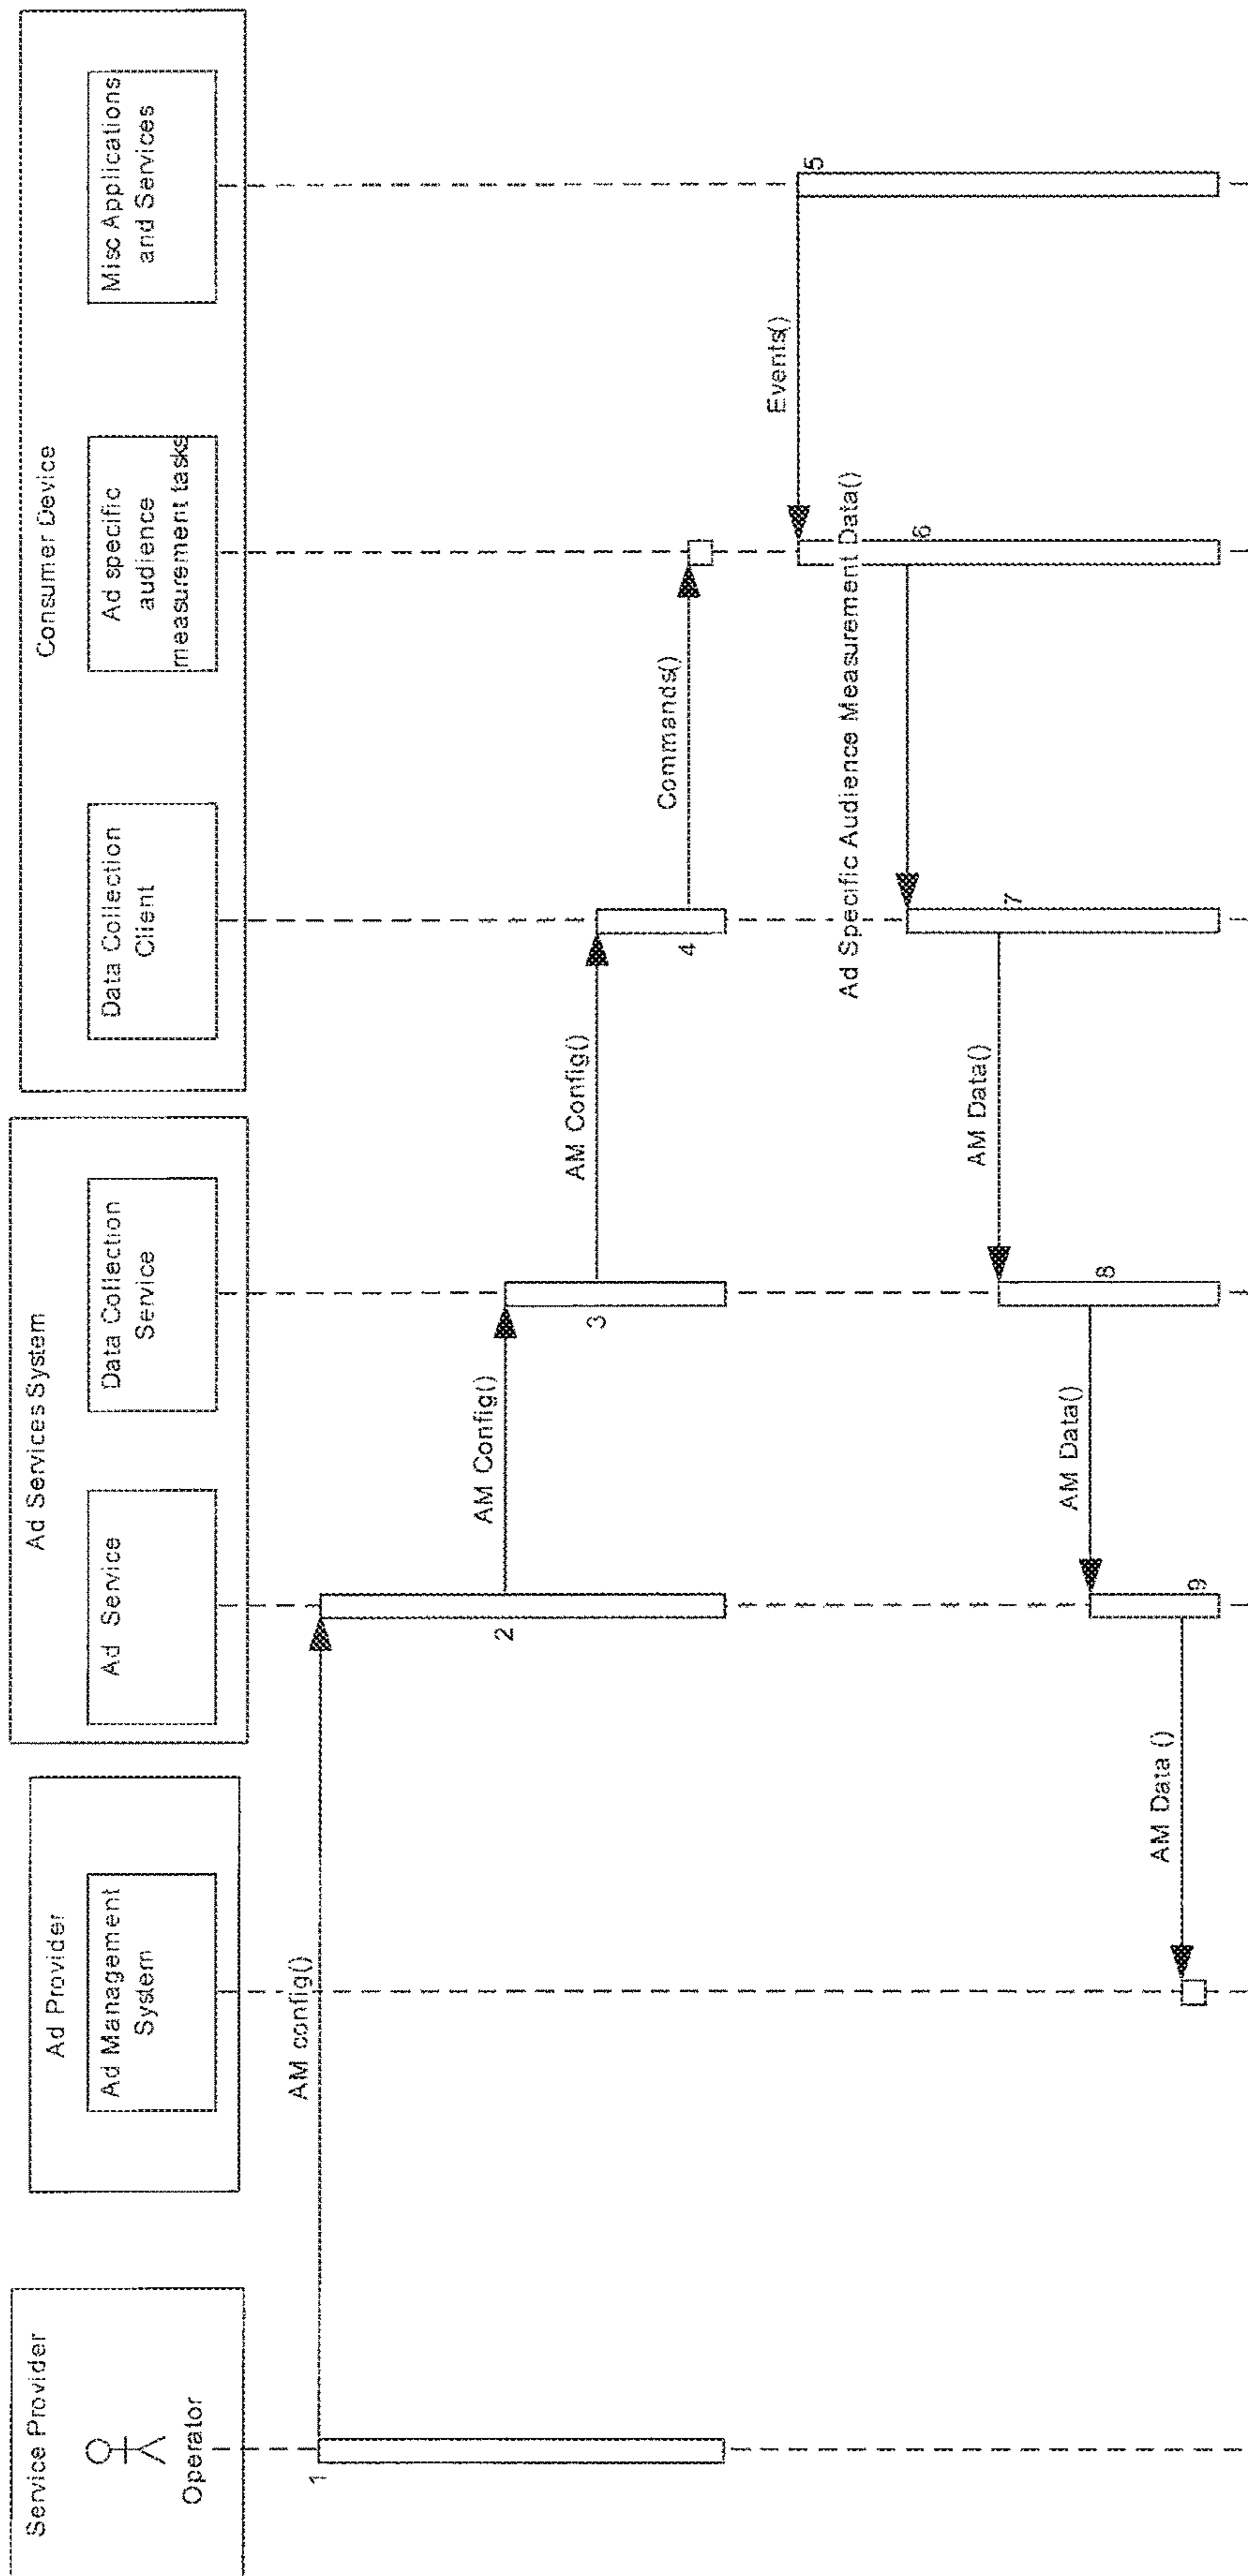 Service Provider
Operator
Ad Provider
Ad Management
System
Ad Services System
Ad Service
Data Collection
Service
Consumer Device
Data Collection
Client
Ad specific
audience
measurement tasks
Misc Applications
and Services
1
AM config()
2
AM Config()
3
AM Config()
4
Commands()
Events()
5
Ad Specific Audience Measurement Data()
6
7
AM Data()
8
AM Data()
9
AM Data ()